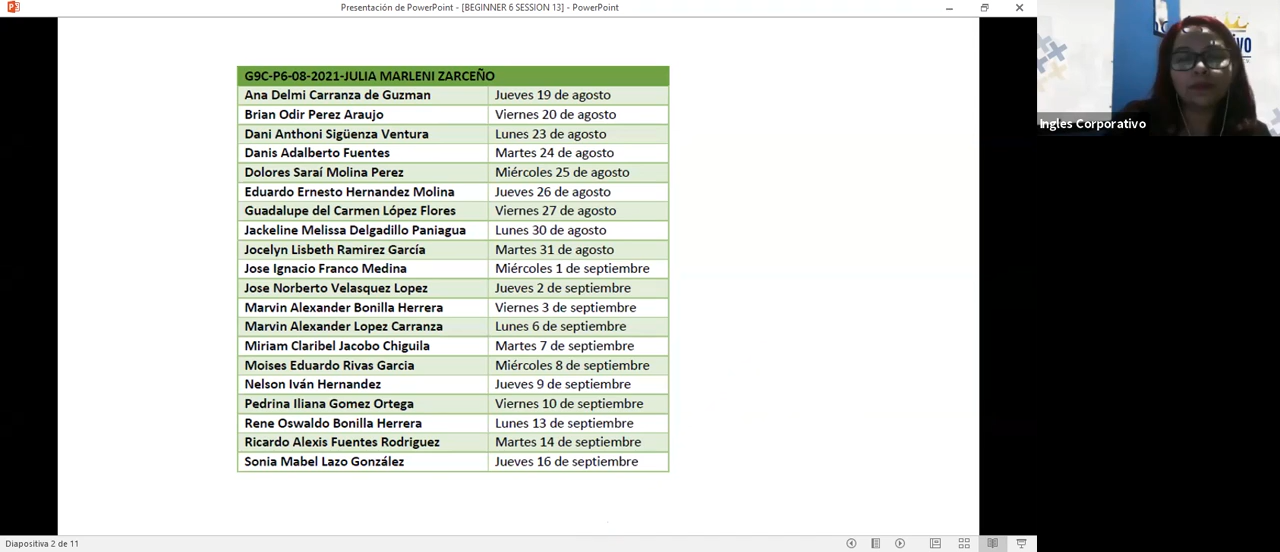 Presentación de PowerPoint - [BEGINNER 6 SESSION 13] - PowerPoint
G9C-P6-08-2021-JULIA MARLENI ZARCEÑO
Ana Delmi Carranza de Guzman Jueves 19 de agosto
Brian Odir Perez Araujo Viernes 20 de agosto
Dani Anthoni Sigüenza Ventura Lunes 23 de agosto
Danis Adalberto Fuentes Martes 24 de agosto
Dolores Saraí Molina Perez Miércoles 25 de agosto
Eduardo Ernesto Hernandez Molina Jueves 26 de agosto
Guadalupe del Carmen López Flores Viernes 27 de agosto
Jackeline Melissa Delgadillo Paniagua Lunes 30 de agosto
Jocelyn Lisbeth Ramirez García Martes 31 de agosto
Jose Ignacio Franco Medina Miércoles 1 de septiembre
Jose Norberto Velasquez Lopez Jueves 2 de septiembre
Marvin Alexander Bonilla Herrera Viernes 3 de septiembre
Marvin Alexander Lopez Carranza Lunes 6 de septiembre
Miriam Claribel Jacobo Chiguila Martes 7 de septiembre
Moises Eduardo Rivas Garcia Miércoles 8 de septiembre
Nelson Iván Hernandez Jueves 9 de septiembre
Pedrina Iliana Gomez Ortega Viernes 10 de septiembre
Rene Oswaldo Bonilla Herrera Lunes 13 de septiembre
Ricardo Alexis Fuentes Rodriguez Martes 14 de septiembre
Sonia Mabel Lazo González Jueves 16 de septiembre
Diapositiva 2 de 11
Ingles Corporativo